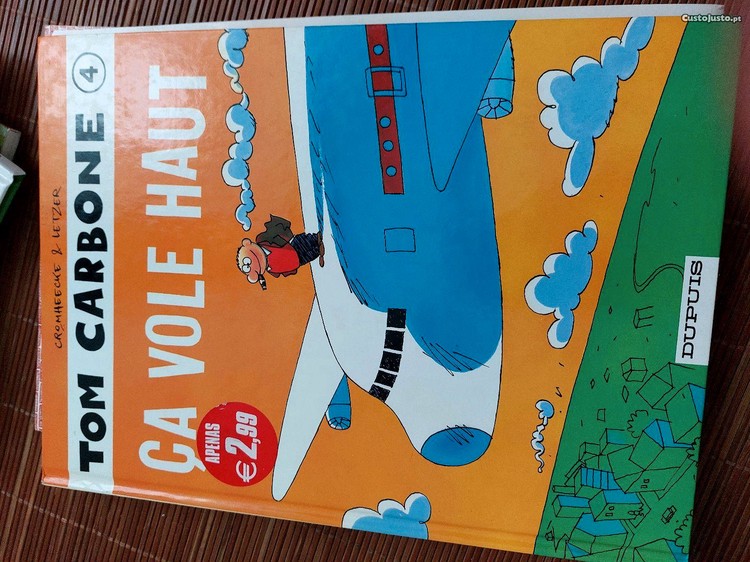 CROMHEECKE & LETZER
TOM CARBONE 4
ÇA VOLE HAUT
APENAS
€ 2,99
DUPUIS
CustoJusto.pt